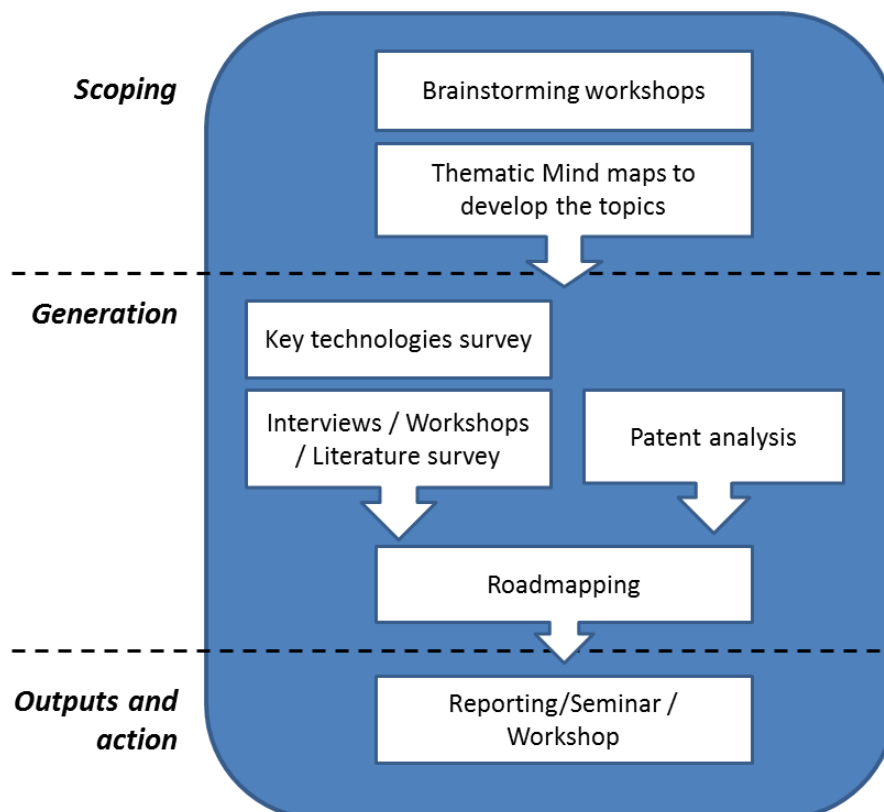 Scoping
Brainstorming workshops
Thematic Mind maps to
develop the topics
Generation
Key technologies survey
Interviews / Workshops
/ Literature survey
Patent analysis
Roadmapping
Outputs and
action
Reporting/Seminar /
Workshop